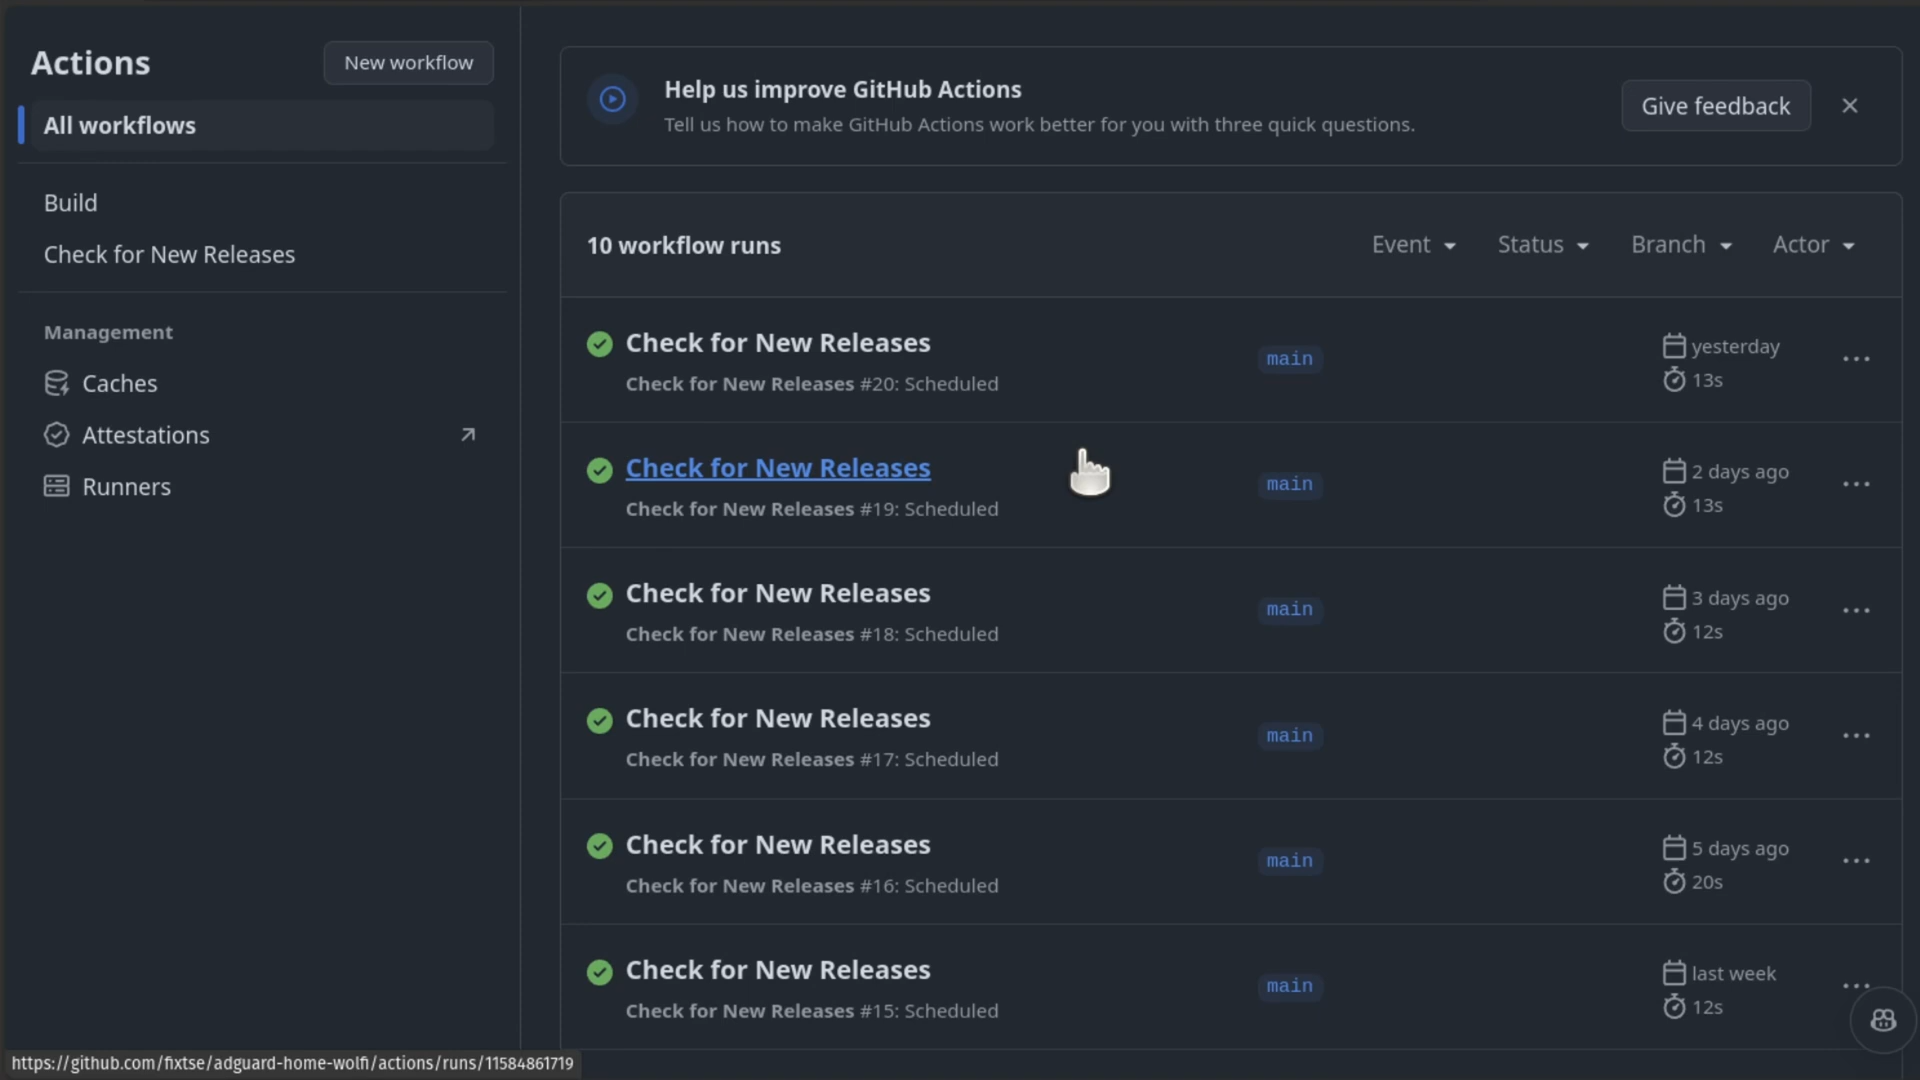 Actions
New workflow
All workflows
Build
Check for New Releases
Management
Caches
Attestations
Runners
Help us improve GitHub Actions
Tell us how to make GitHub Actions work better for you with three quick questions.
Give feedback
10 workflow runs
Event
Status
Branch
Actor
Check for New Releases
Check for New Releases #20: Scheduled
main
yesterday
13s
Check for New Releases
Check for New Releases #19: Scheduled
main
2 days ago
13s
Check for New Releases
Check for New Releases #18: Scheduled
main
3 days ago
12s
Check for New Releases
Check for New Releases #17: Scheduled
main
4 days ago
12s
Check for New Releases
Check for New Releases #16: Scheduled
main
5 days ago
20s
Check for New Releases
Check for New Releases #15: Scheduled
main
last week
12s
https://github.com/fixtse/adguard-home-wolfi/actions/runs/11584861719